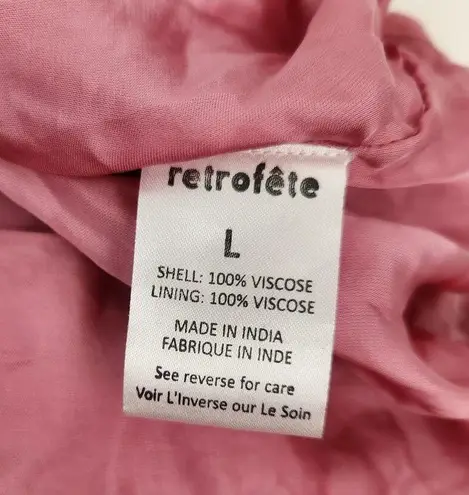 retrofête
L
SHELL: 100% VISCOSE
LINING: 100% VISCOSE
MADE IN INDIA
FABRIQUE IN INDE
See reverse for care
Voir L'Inverse our Le Soin